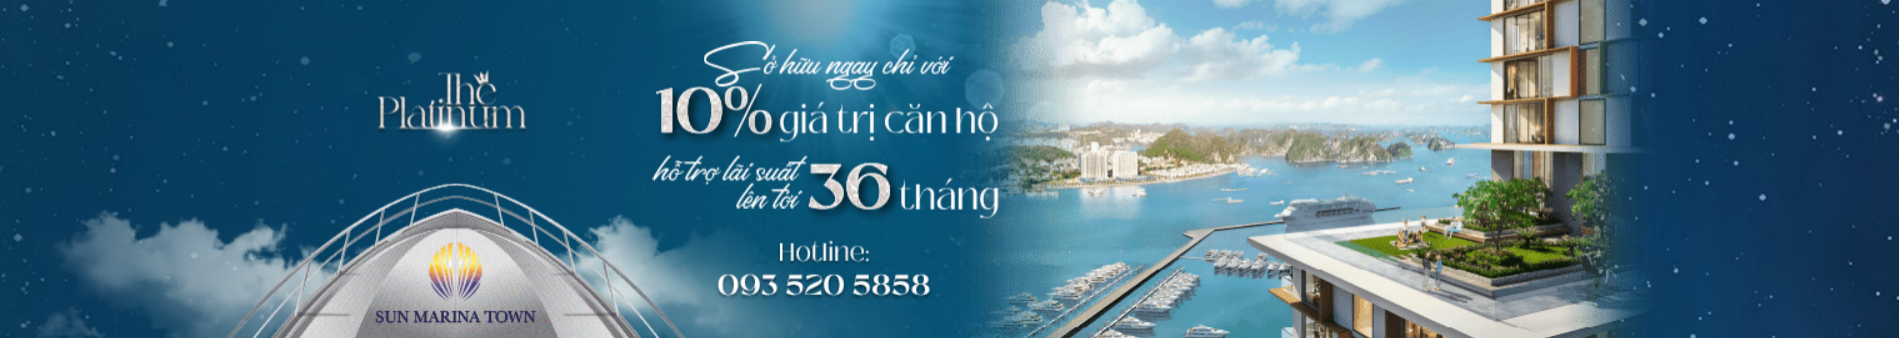 The
Platinum
SUN MARINA TOWN
Sở hữu ngay chỉ với
10% giá trị căn hộ
hỗ trợ lãi suất
lên tới 36 tháng
Hotline:
093 520 5858